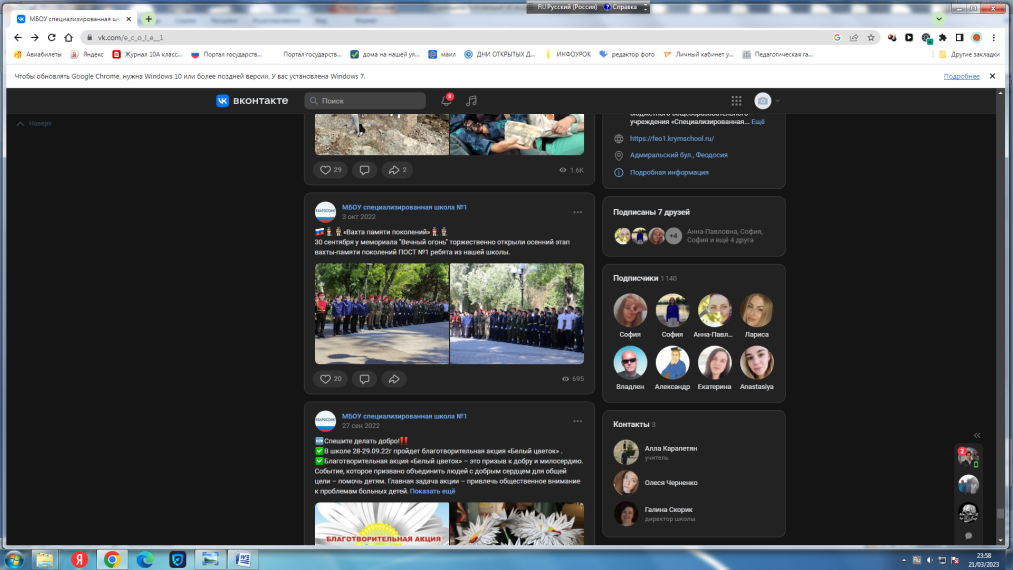 RU Русский (Россия) Справка
МБОУ специализированная шк
vk.com/e_c_o_l_e__1
Авиабилеты Яндекс Журнал 10А класс... Портал государств... Портал государств... дома на нашей ул... маил ДНИ ОТКРЫТЫХ Д... ИНФОУРОК редактор фото Личный кабинет у... Педагогическая га... Другие закладки
Чтобы обновлять Google Chrome, нужна Windows 10 или более поздней версии. У вас установлена Windows 7.
Подробнее
вконтакте
Поиск
8
Наверх
учреждения «Специализированная... Ещё
https://feo1.krymschool.ru/
Адмиральский бул., Феодосия
Подробная информация
29
2
1.6K
МБОУ специализированная школа №1
3 окт 2022
«Вахта памяти поколений»
30 сентября у мемориала "Вечный огонь" торжественно открыли осенний этап
вахты-памяти поколений ПОСТ №1 ребята из нашей школы.
20
695
Подписаны 7 друзей
+4
Анна-Павловна, София,
София и ещё 4 друга
Подписчики 1 140
София София Анна-Павл... Лариса
Владлен Александр Екатерина Anastasiya
МБОУ специализированная школа №1
27 сен 2022
Спешите делать добро!
В школе 28-29.09.22г пройдет благотворительная акция «Белый цветок» .
Благотворительная акция «Белый цветок» – это призыв к добру и милосердию.
Событие, которое призвано объединить людей с добрым сердцем для общей
цели – помочь детям. Главная задача акции – привлечь общественное внимание
к проблемам больных детей. Показать ещё
БЛАГОТВОРИТЕЛЬНАЯ АКЦИЯ
Контакты 3
Алла Карапетян
учитель
Олеся Черненко
Галина Скорик
директор школы
2
23:58
21/03/2023